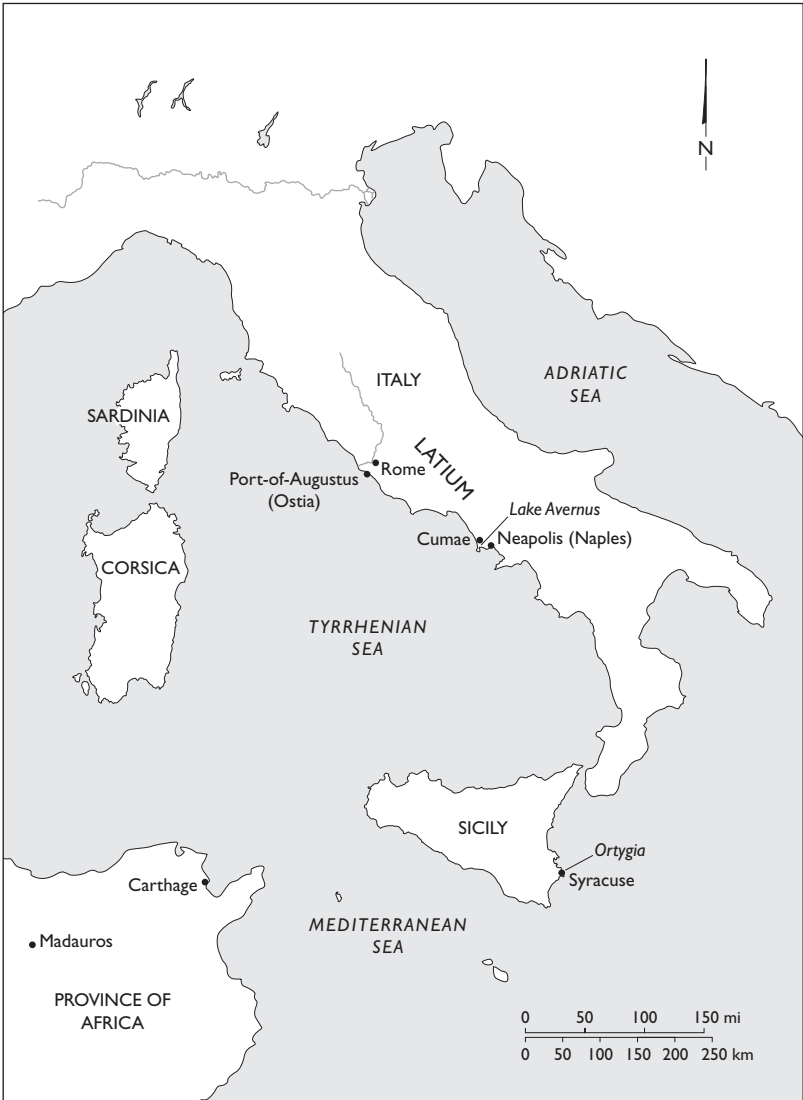 N
ITALY
ADRIATIC
SEA
SARDINIA
LATIUM
Rome
Port-of-Augustus
(Ostia)
Lake Avernus
Cumae
Neapolis (Naples)
CORSICA
TYRRHENIAN
SEA
SICILY
Ortygia
Syracuse
Carthage
MEDITERRANEAN
SEA
Madauros
PROVINCE OF
AFRICA
0 50 100 150 mi
0 50 100 150 200 250 km